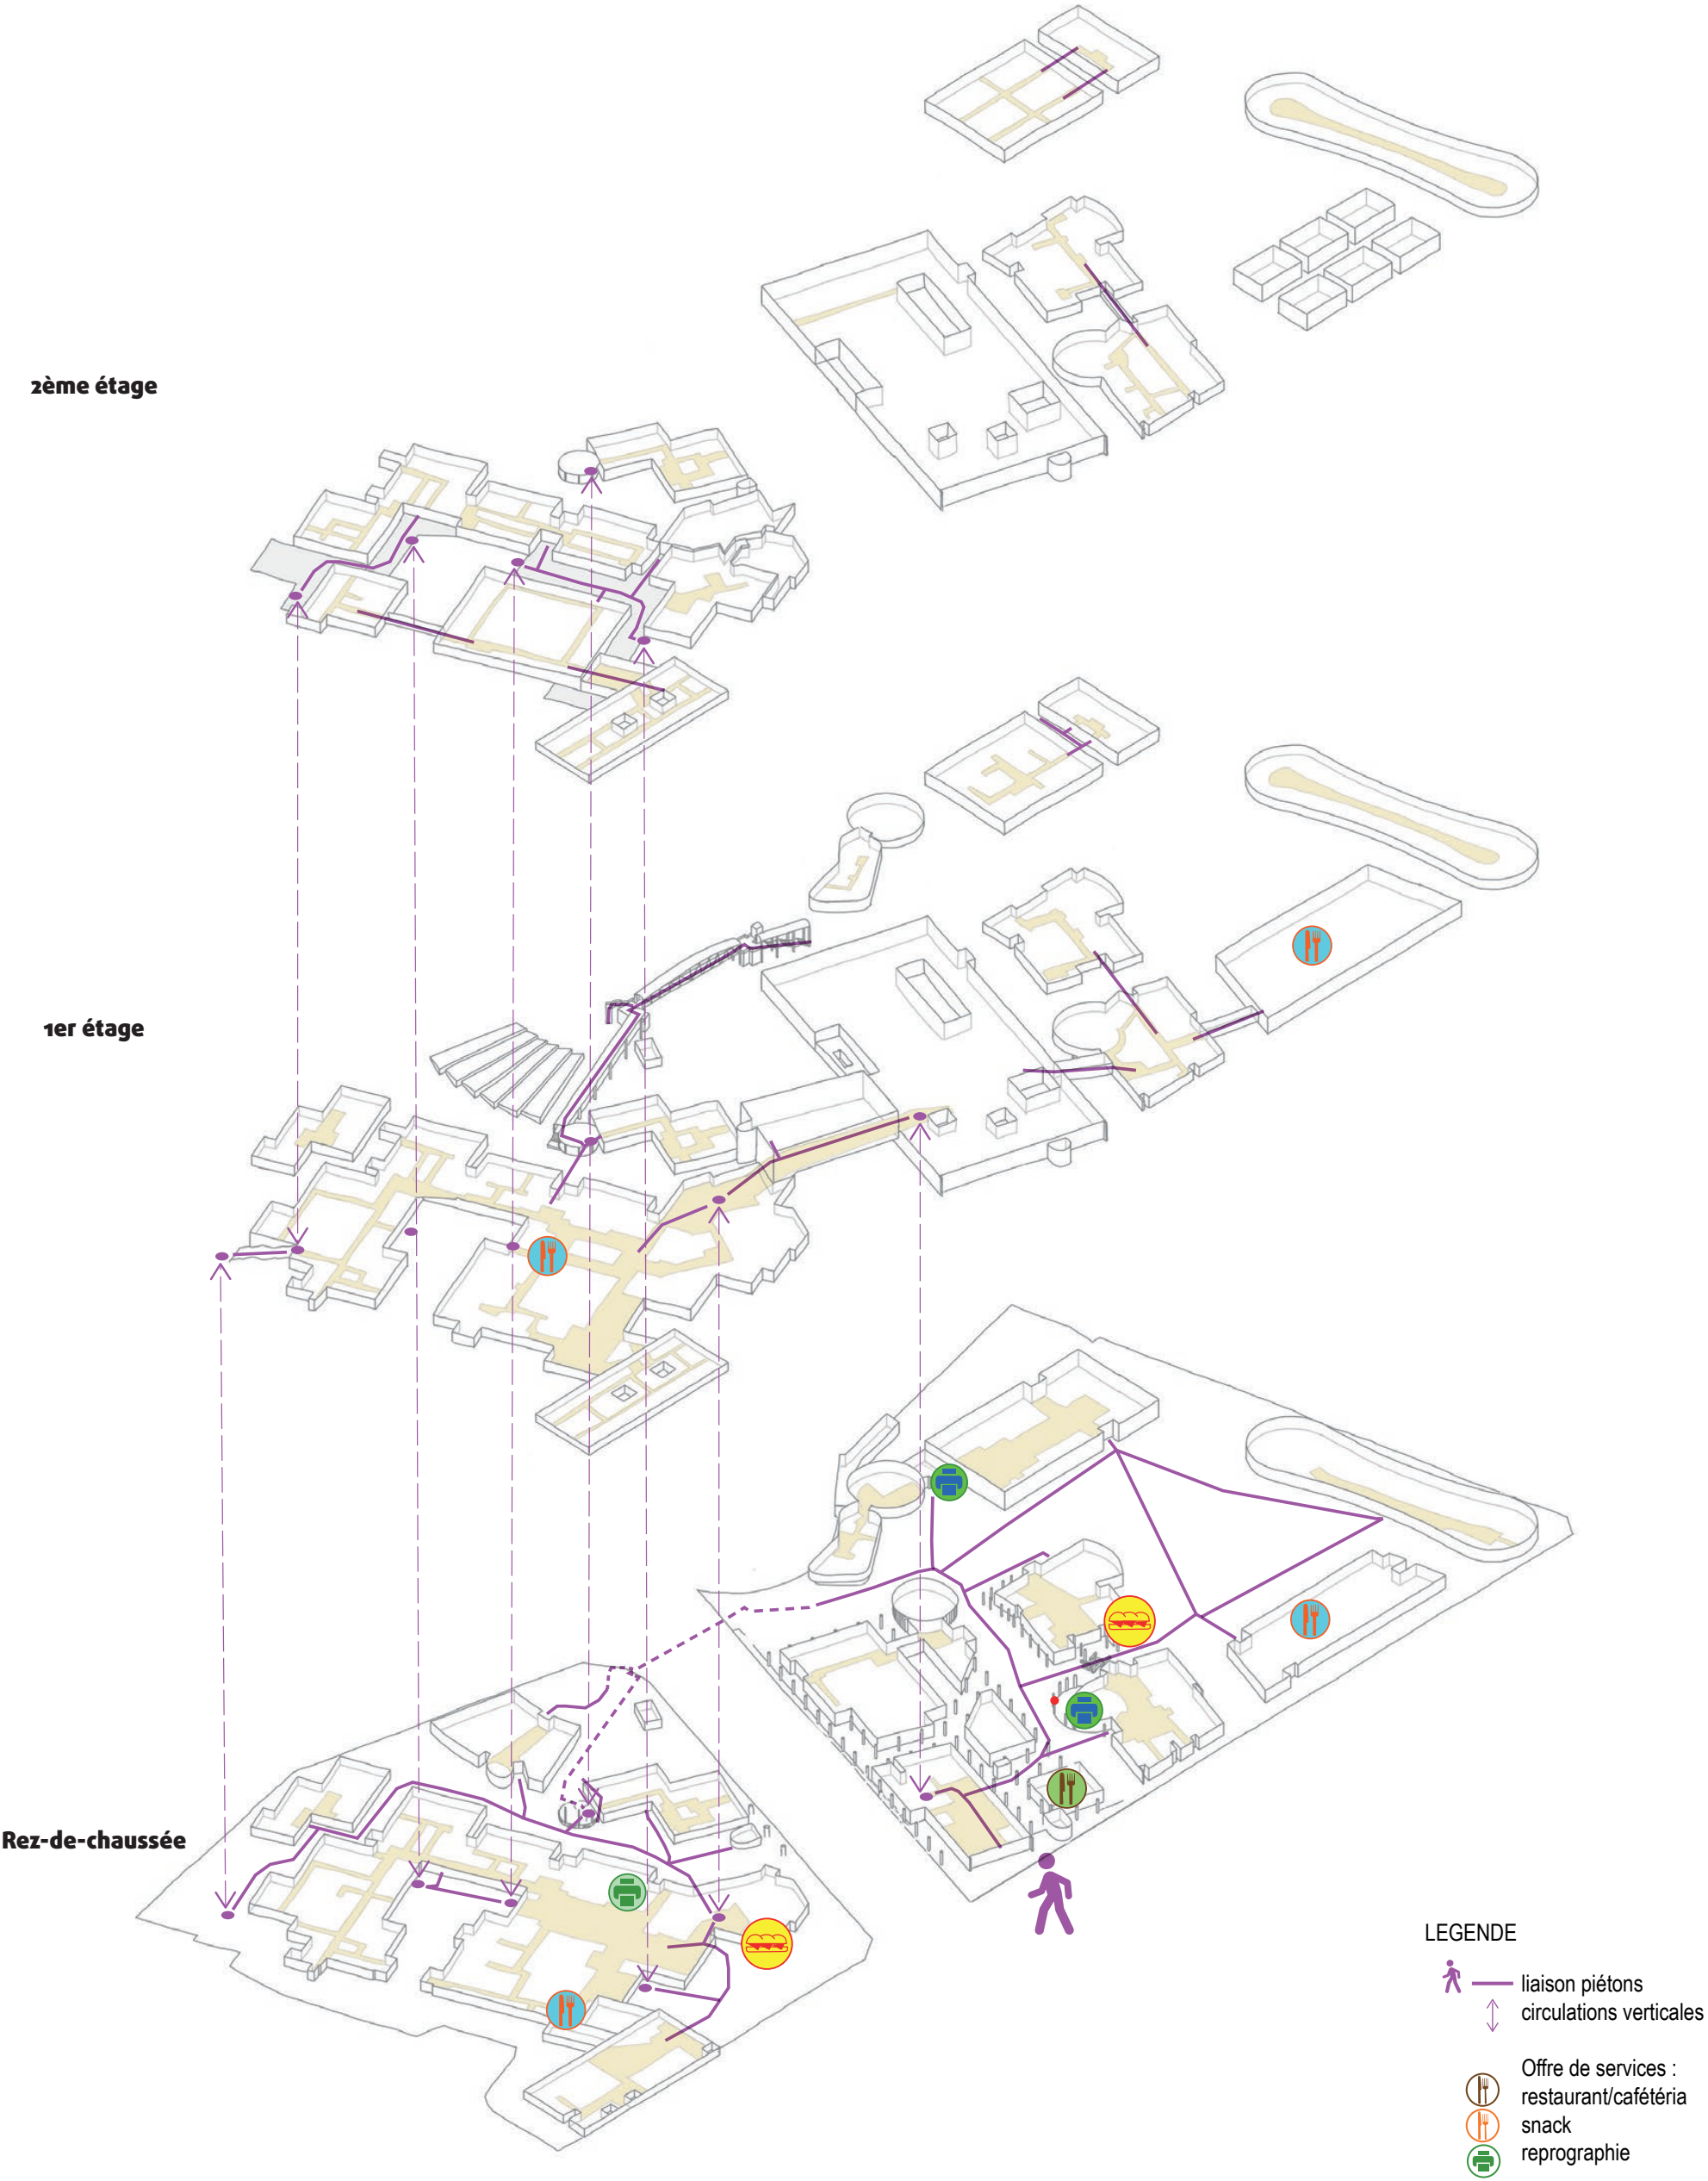 2ème étage
1er étage
Rez-de-chaussée
LEGENDE
liaison piétons
circulations verticales
Offre de services :
restaurant/cafétéria
snack
reprographie